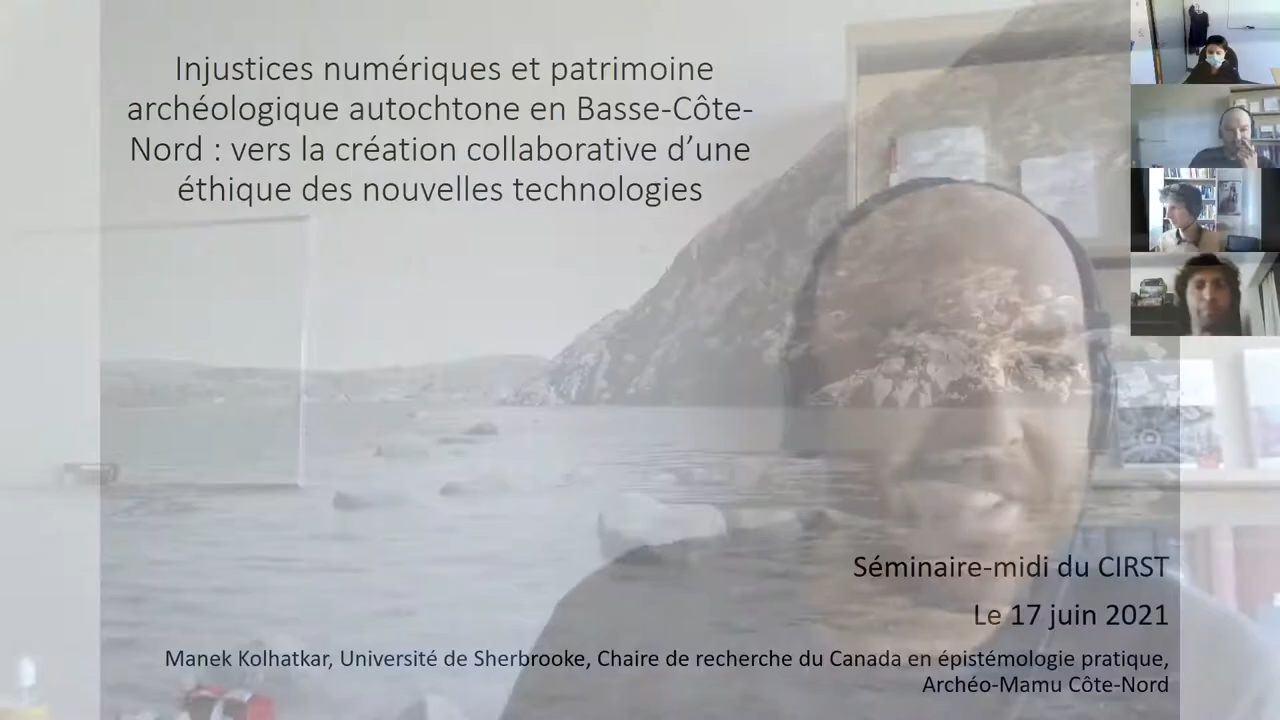 Injustices numériques et patrimoine
archéologique autochtone en Basse-Côte-
Nord : vers la création collaborative d’une
éthique des nouvelles technologies
Séminaire-midi du CIRST
Le 17 juin 2021
Manek Kolhatkar, Université de Sherbrooke, Chaire de recherche du Canada en épistémologie pratique,
Archéo-Mamu Côte-Nord